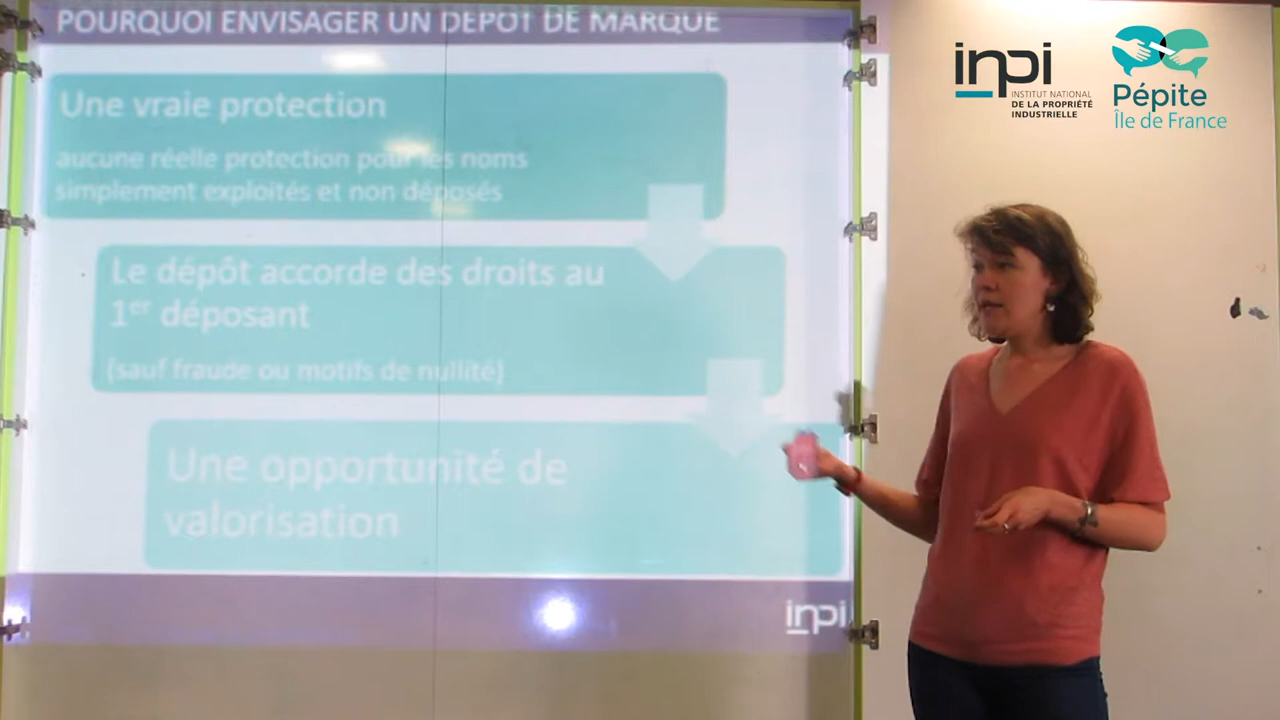 POURQUOI ENVISAGER UN DÉPÔT DE MARQUE
Une vraie protection
aucune réelle protection pour les noms
simplement exploités et non déposés
Le dépôt accorde des droits au
1er déposant
(sauf fraude ou motifs de nullité)
Une opportunité de
valorisation
inpi
inpi
INSTITUT NATIONAL
DE LA PROPRIÉTÉ
INDUSTRIELLE
Pépite
Île de France